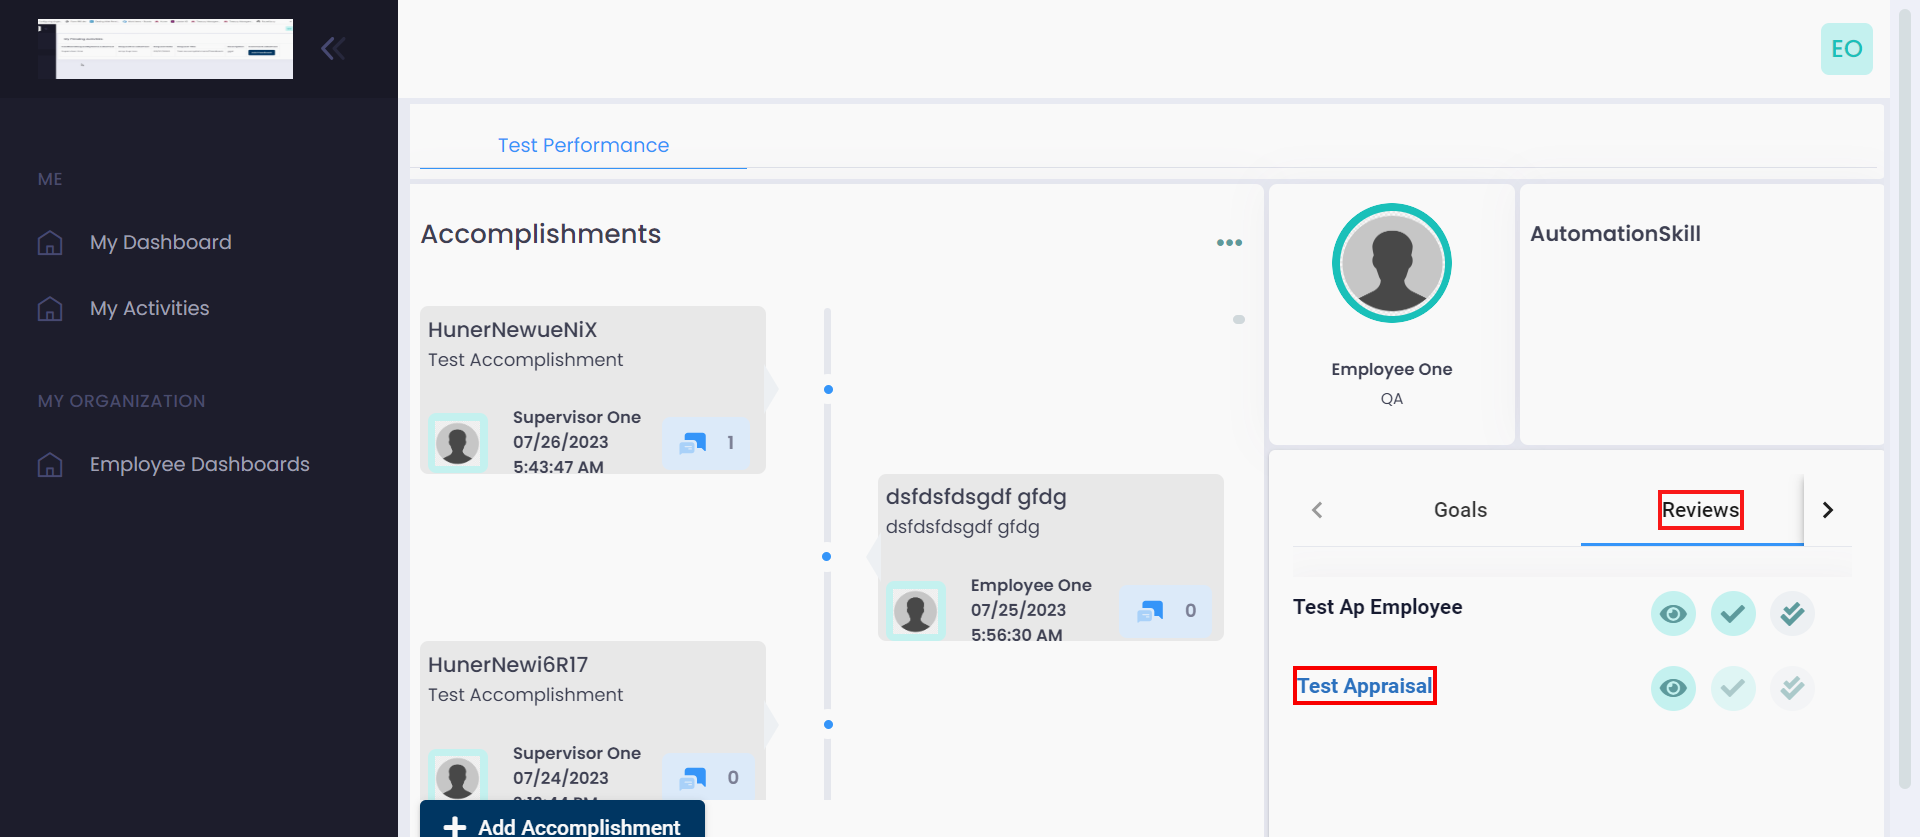 EO
ME
My Dashboard
My Activities
MY ORGANIZATION
Employee Dashboards
Test Performance
Accomplishments
HunerNewueNiX
Test Accomplishment
Supervisor One
07/26/2023
5:43:47 AM
1
dsfdsfdsgdf gfdg
dsfdsfdsgdf gfdg
Employee One
07/25/2023
5:56:30 AM
0
HunerNewi6R17
Test Accomplishment
Supervisor One
07/24/2023
0
Add Accomplishment
Employee One
QA
AutomationSkill
Goals
Reviews
Test Ap Employee
Test Appraisal